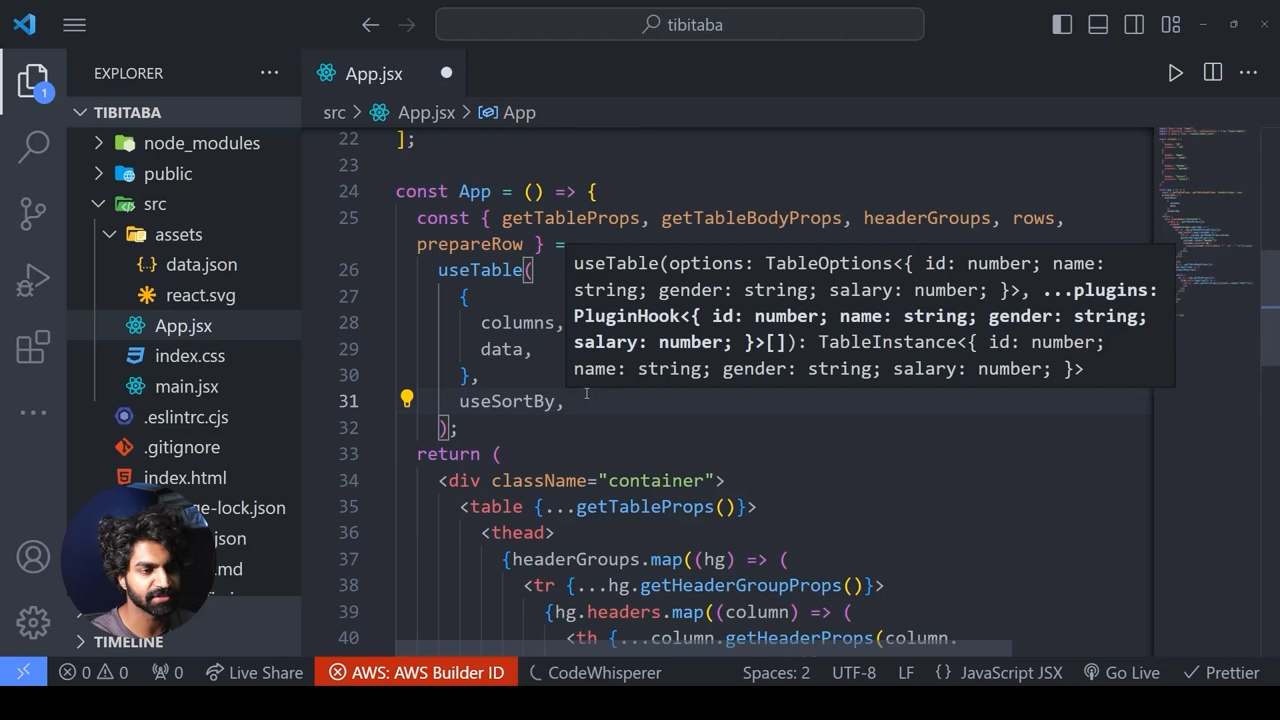 tibitaba
EXPLORER
TIBITABA
node_modules
public
src
assets
data.json
react.svg
App.jsx
index.css
main.jsx
.eslintrc.cjs
.gitignore
index.html
ge-lock.json
.json
.md
TIMELINE
1
App.jsx
src > App.jsx > App
22 ];
23
24 const App = () => {
25 const { getTableProps, getTableBodyProps, headerGroups, rows,
prepareRow } =
26 useTable(
27 {
28 columns,
29 data,
30 },
31 useSortBy,
32 );
33 return (
34 <div className="container">
35 <table {...getTableProps()}>
36 <thead>
37 {headerGroups.map((hg) => (
38 <tr {...hg.getHeaderGroupProps()}>
39 {hg.headers.map((column) => (
40 <th {...column.getHeaderProps(column.
useTable(options: TableOptions<{ id: number; name:
string; gender: string; salary: number; }>, ...plugins:
PluginHook<{ id: number; name: string; gender: string;
salary: number; }>[]): TableInstance<{ id: number;
name: string; gender: string; salary: number; }>
0 0 0 Live Share AWS: AWS Builder ID CodeWhisperer Spaces: 2 UTF-8 LF {} JavaScript JSX Go Live Prettier